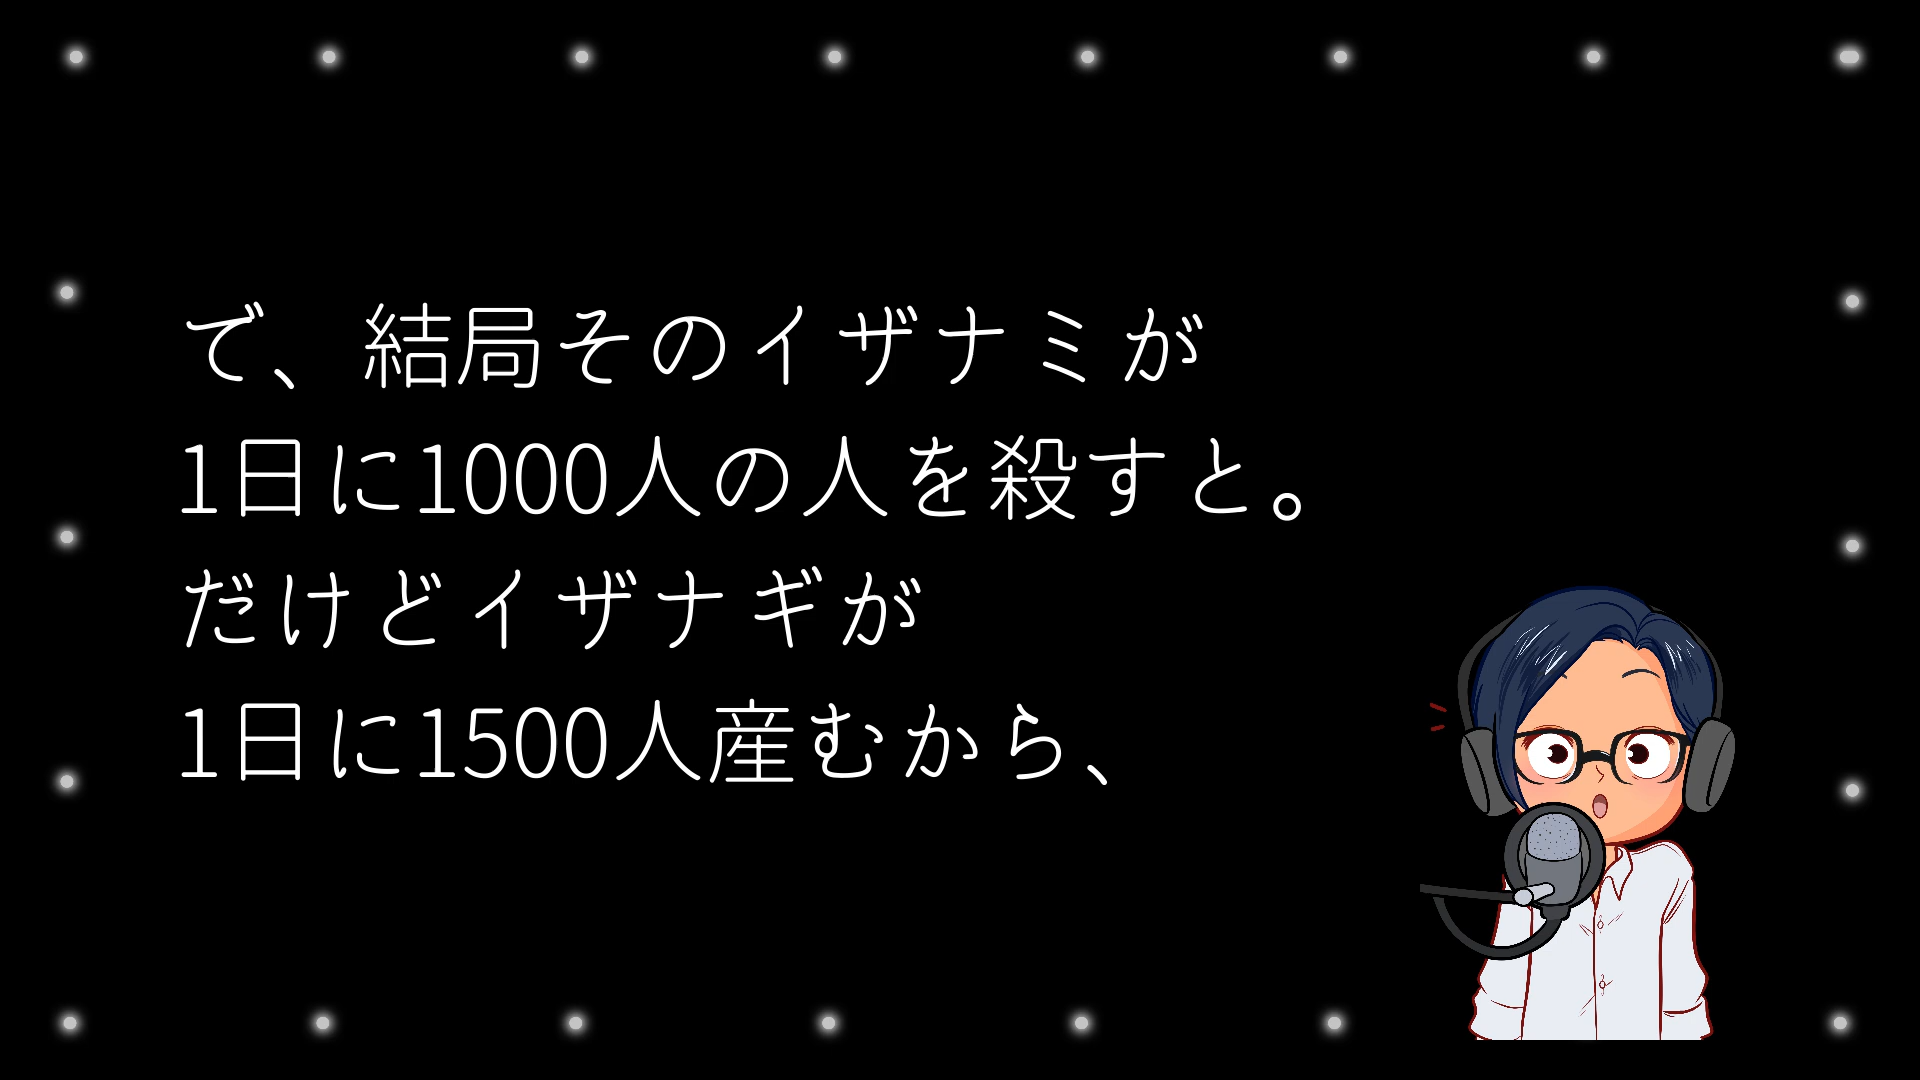 で、結局そのイザナミが
1日に1000人の人を殺すと。
だけどイザナギが
1日に1500人産むから、